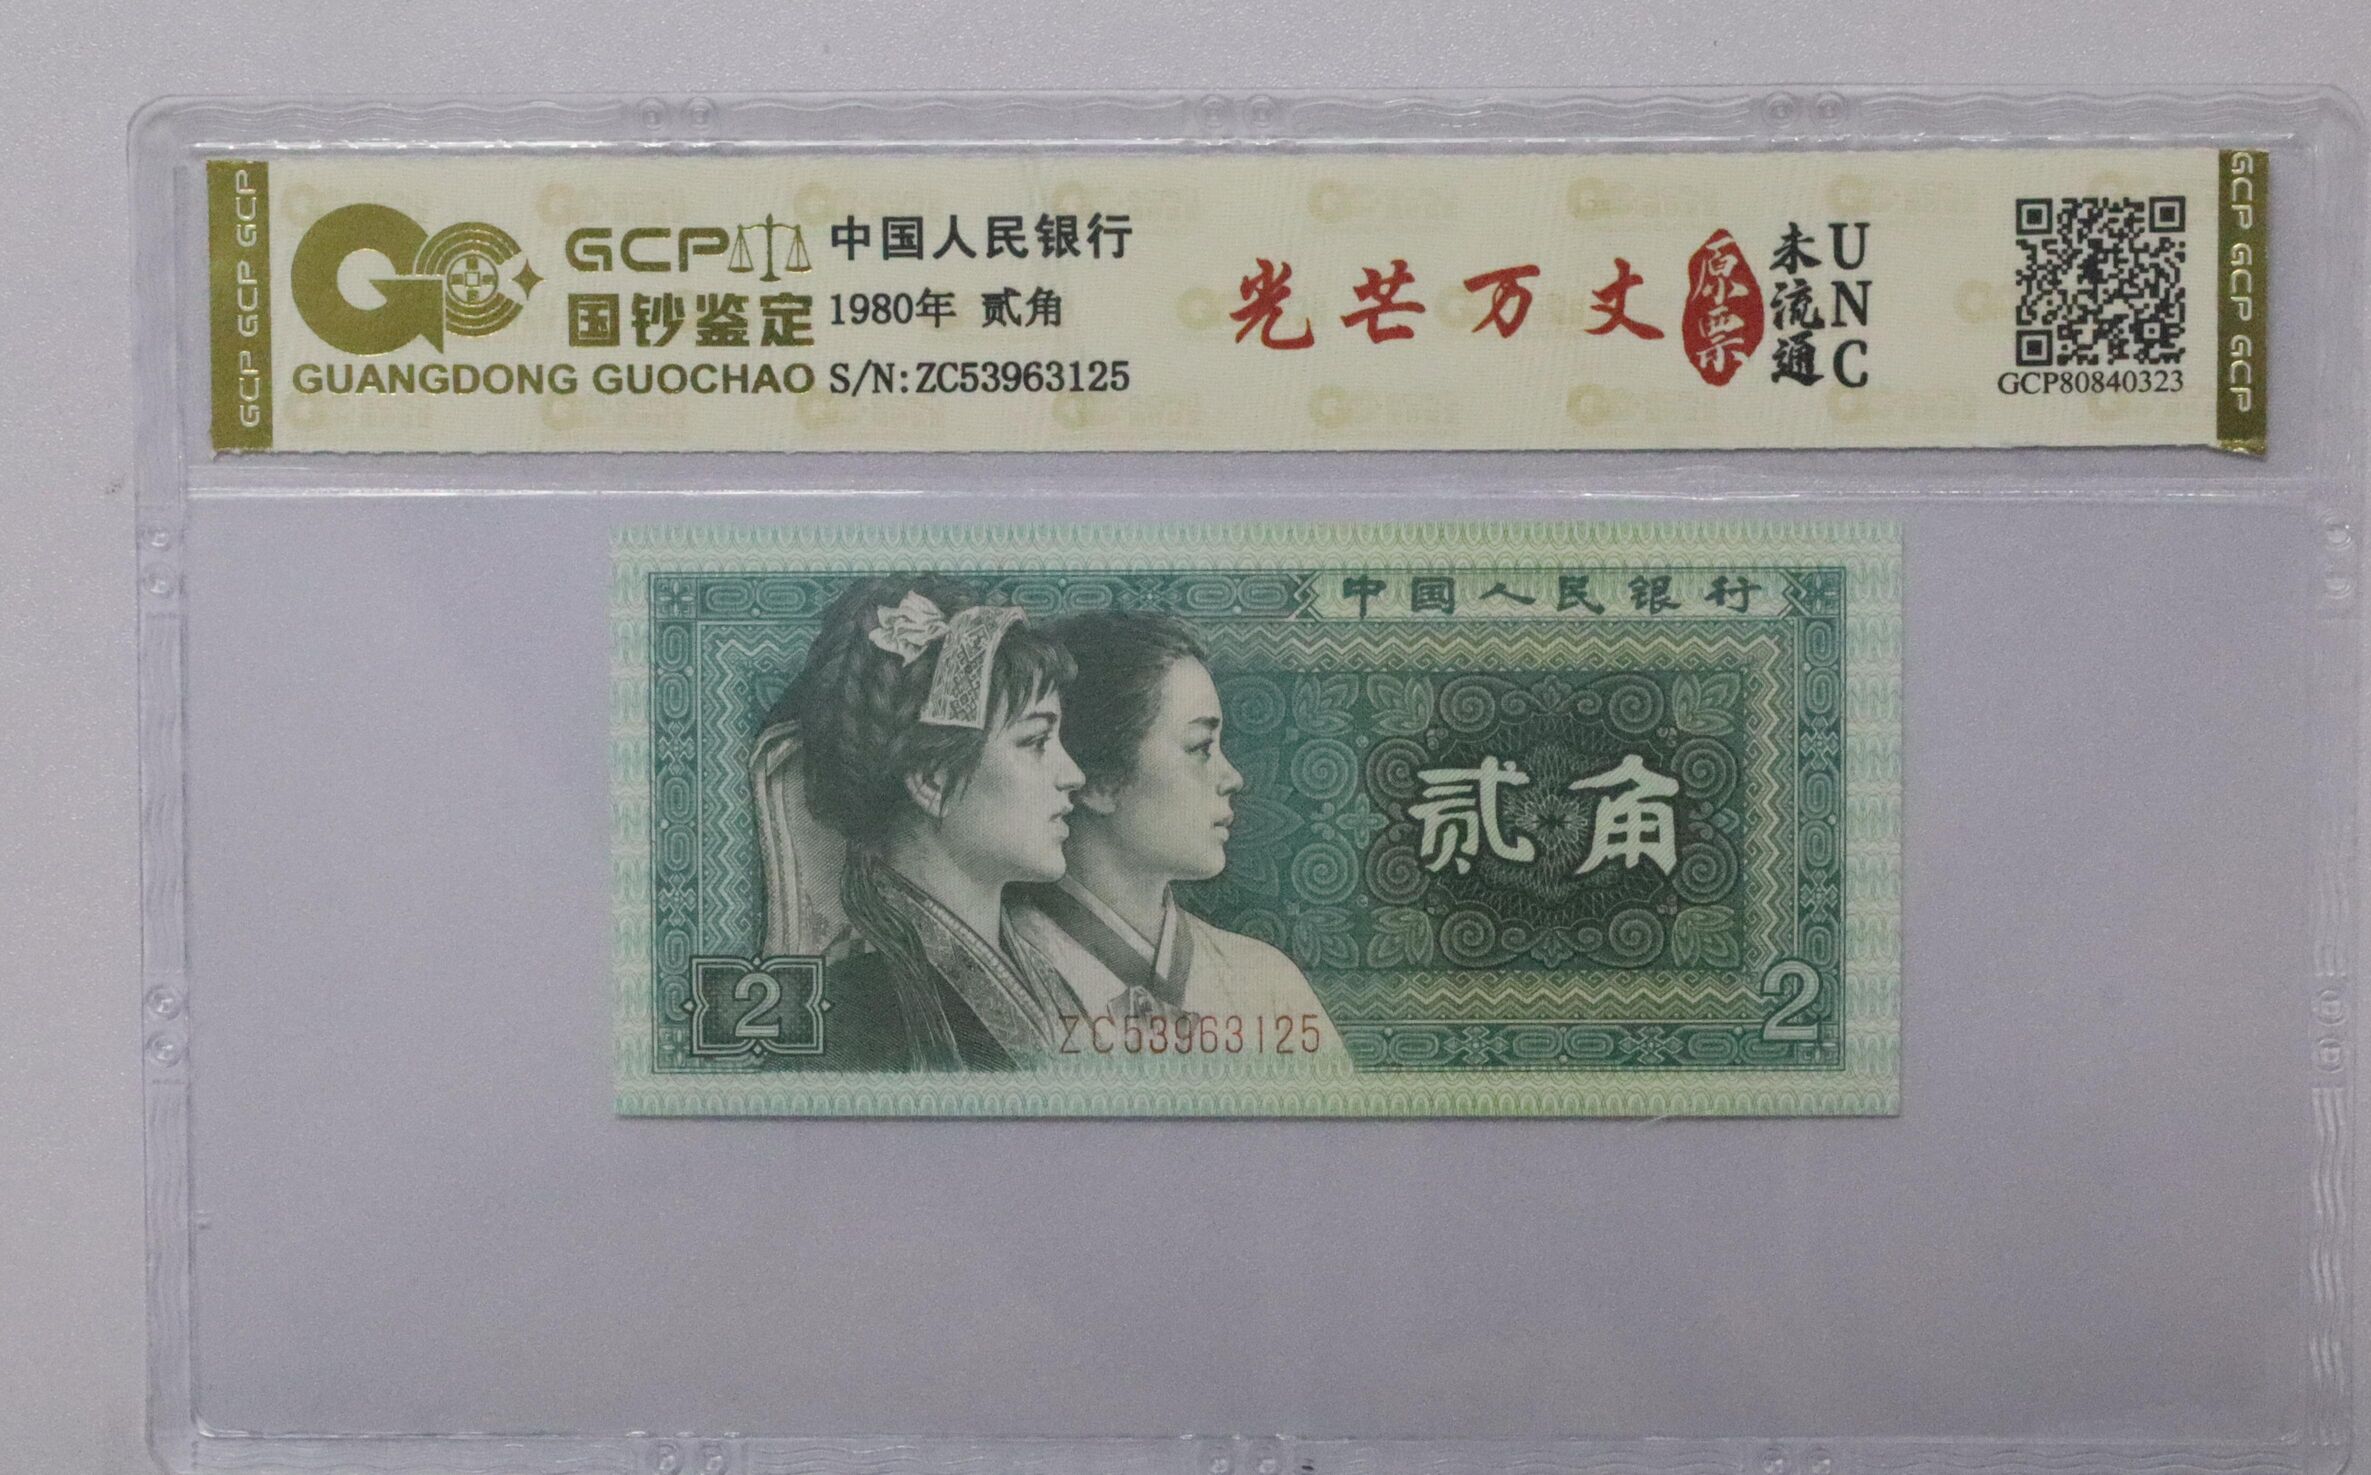 GCP GCP GCP
GCP
国钞鉴定
GUANGDONG GUOCHAO
中国人民银行
1980年 贰角
S/N:ZC53963125
光芒万丈
原票
未流通
UNC
GCP80840323
GCP GCP GCP
中国人民银行
贰角
2
2
ZC53963125